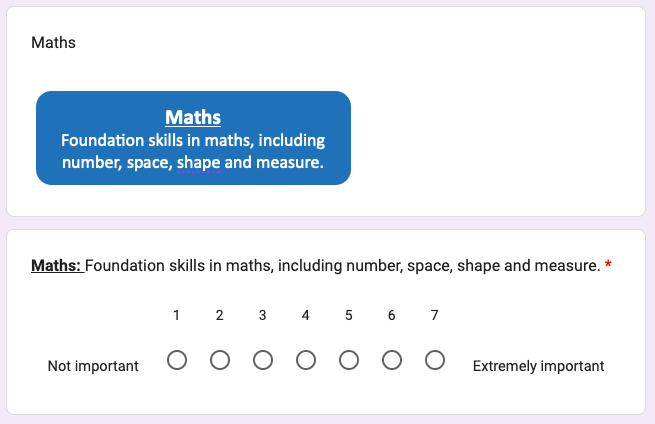 Maths
Maths
Foundation skills in maths, including
number, space, shape and measure.
Maths: Foundation skills in maths, including number, space, shape and measure. *
1 2 3 4 5 6 7
Not important Extremely important